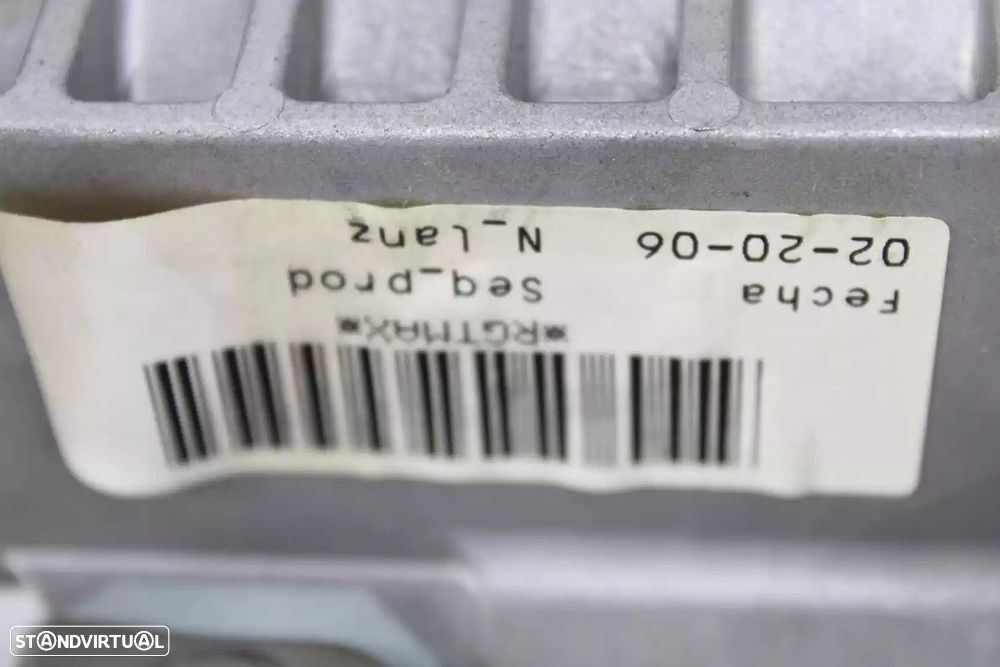 *RGTMAX*
Fecha Seq_prod
02-20-06 N_lanz
STANDVIRTUAL